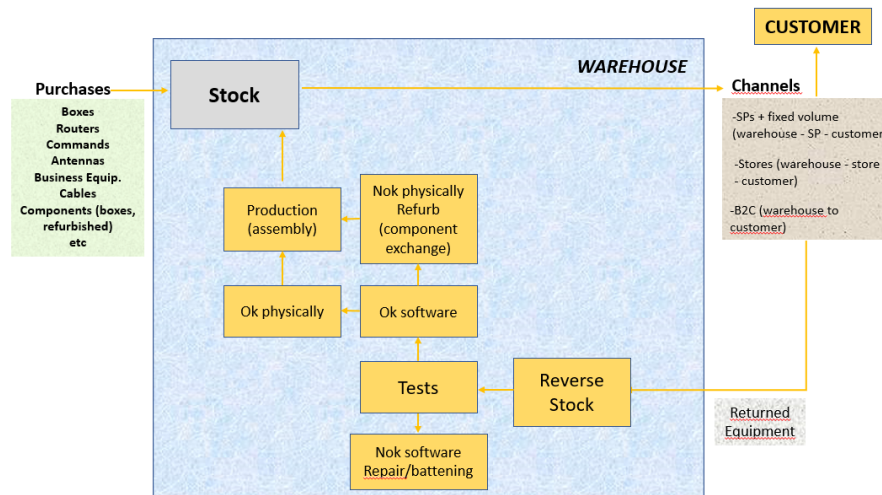 CUSTOMER
WAREHOUSE
Purchases
Boxes
Routers
Commands
Antennas
Business Equip.
Cables
Components (boxes,
refurbished)
etc
Stock
Channels
-SPs + fixed volume
(warehouse - SP - customer
-Stores (warehouse - store
- customer)
-B2C (warehouse to
customer)
Production
(assembly)
Nok physically
Refurb
(component
exchange)
Ok physically
Ok software
Tests
Reverse
Stock
Nok software
Repair/battening
Returned
Equipment